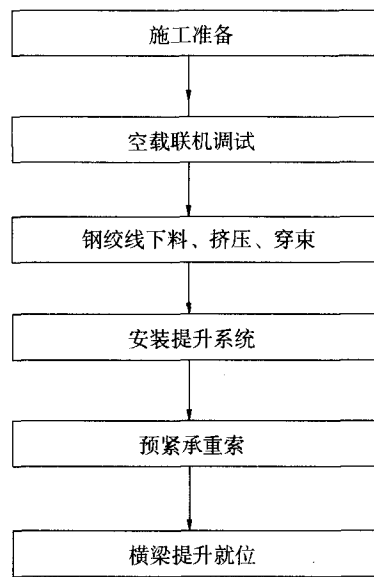 施工准备
空载联机调试
钢绞线下料、挤压、穿束
安装提升系统
预紧承重索
横梁提升就位